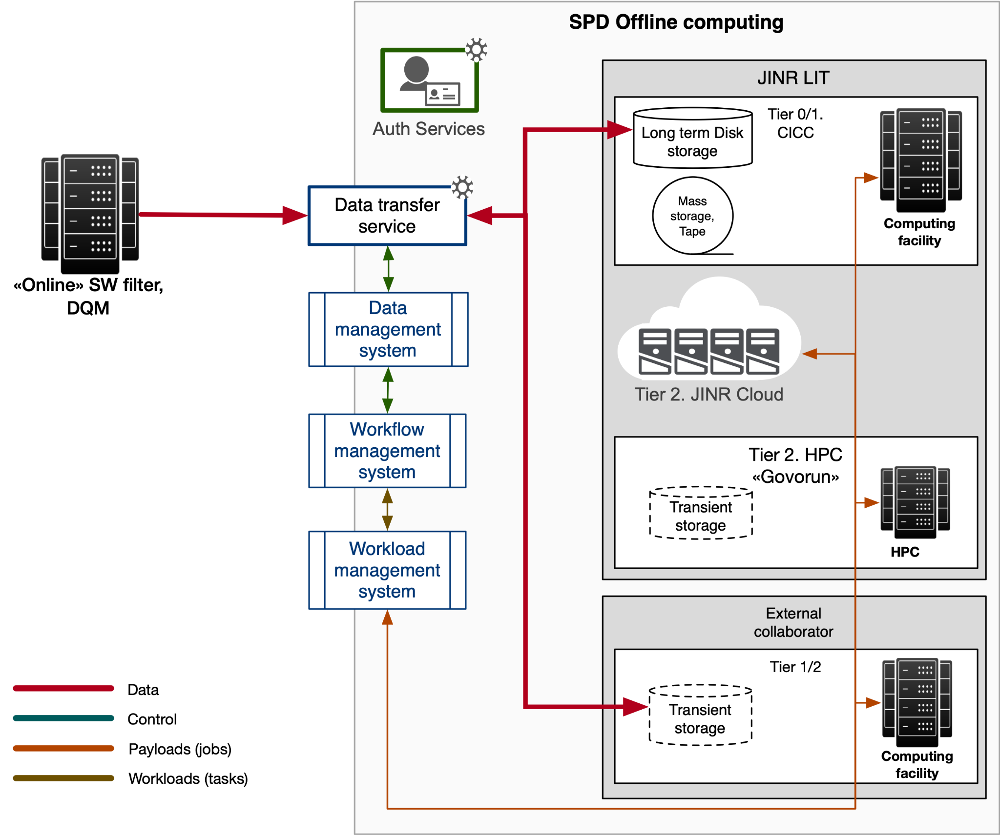 SPD Offline computing
Auth Services
JINR LIT
Tier 0/1.
CICC
Long term Disk
storage
Mass
storage,
Tape
Computing
facility
«Online» SW filter,
DQM
Data transfer
service
Data
management
system
Workflow
management
system
Workload
management
system
Tier 2. JINR Cloud
Tier 2. HPC
«Govorun»
Transient
storage
HPC
External
collaborator
Tier 1/2
Transient
storage
Computing
facility
Data
Control
Payloads (jobs)
Workloads (tasks)